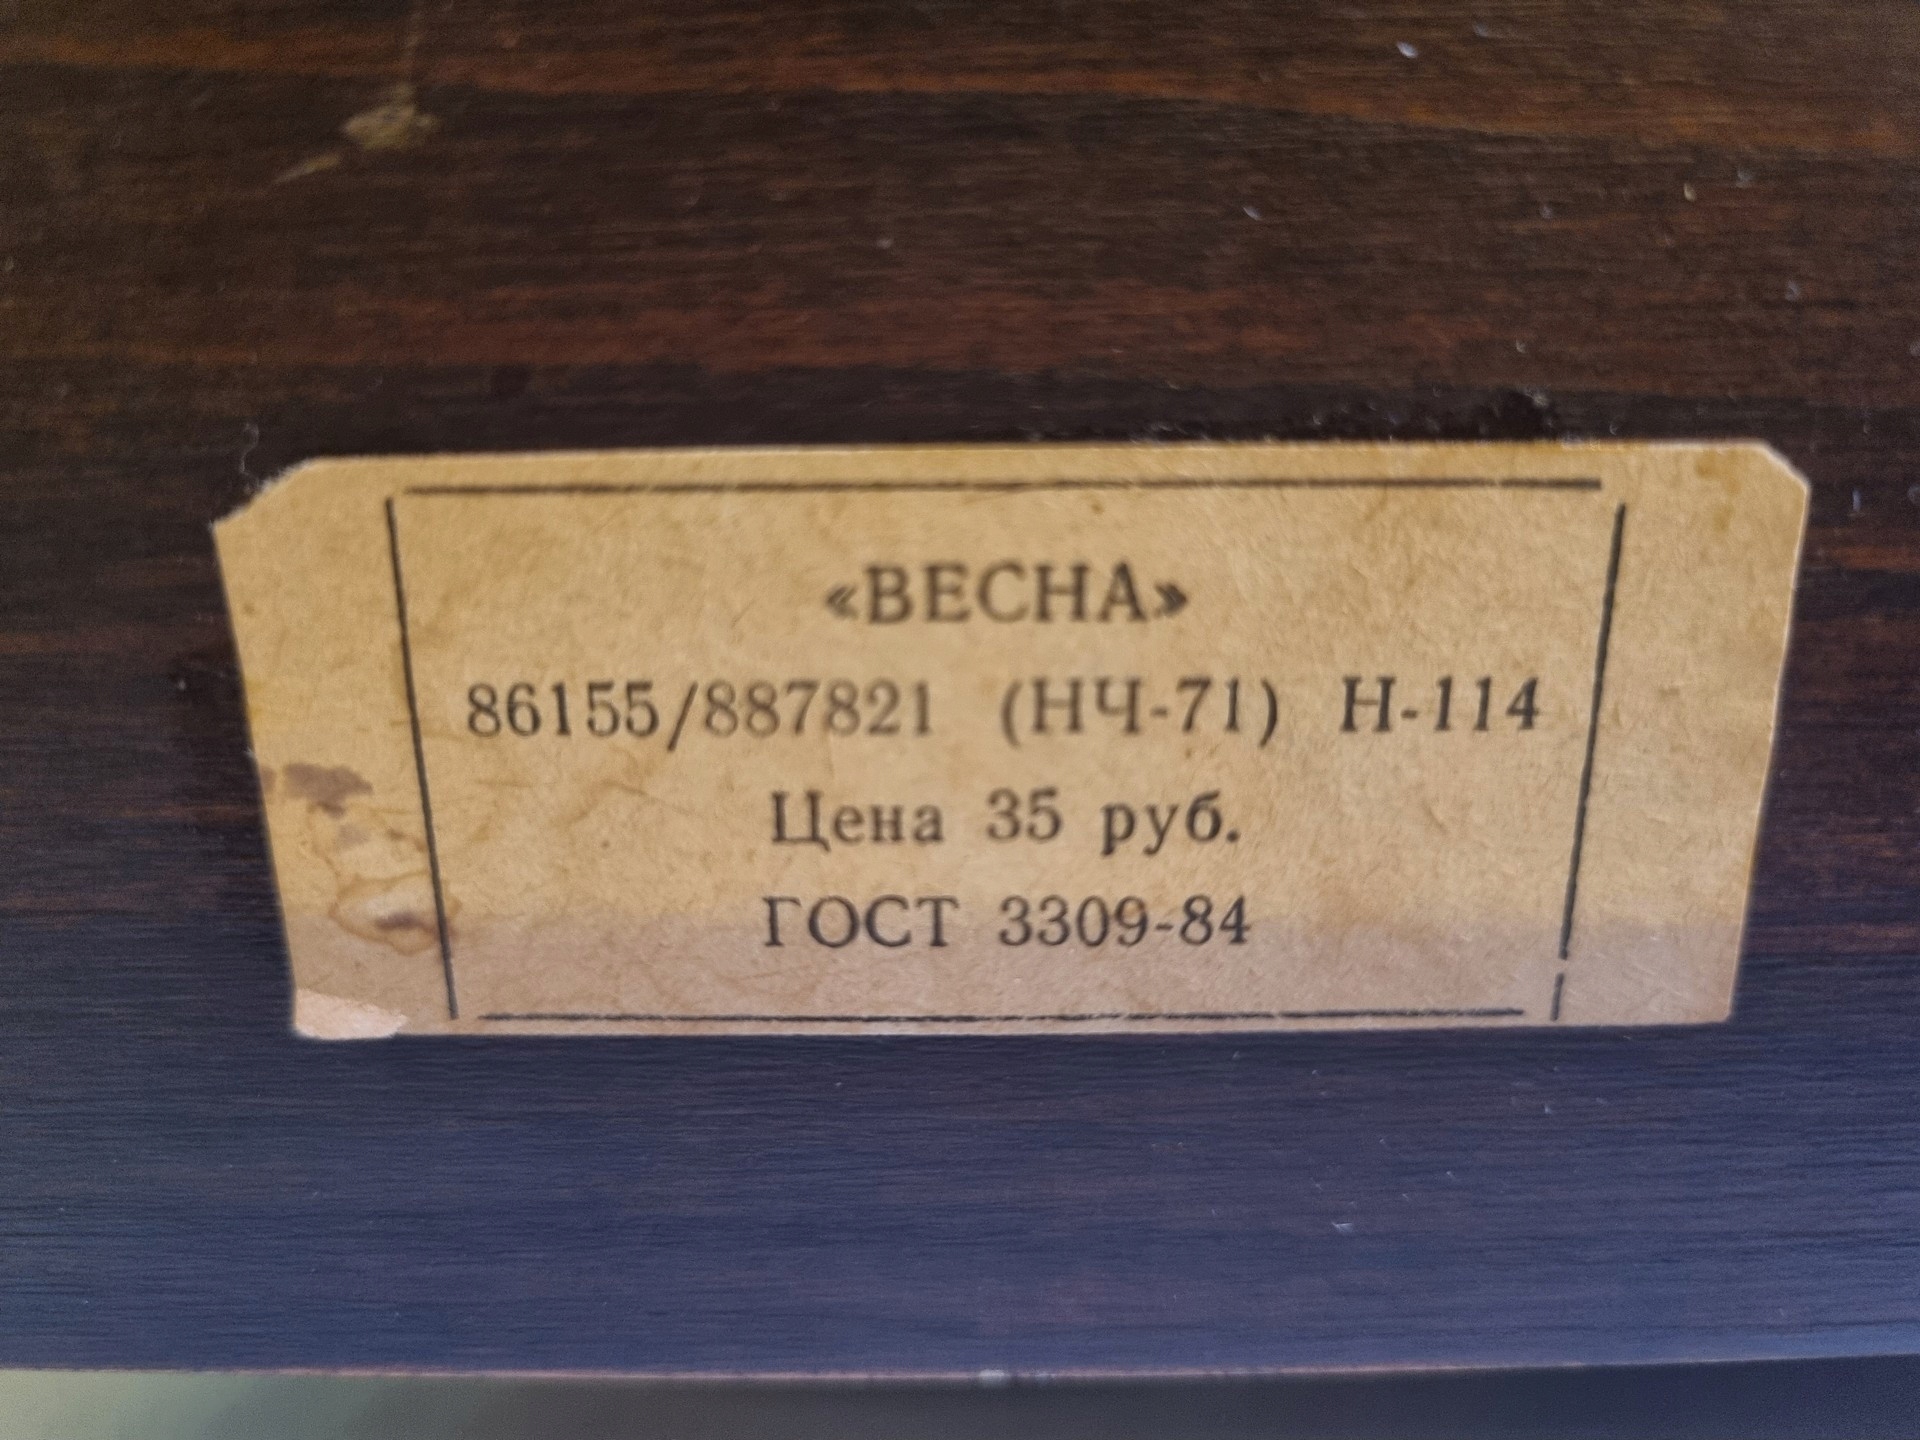 «ВЕСНА»
86155/887821 (НЧ-71) Н-114
Цена 35 руб.
ГОСТ 3309-84